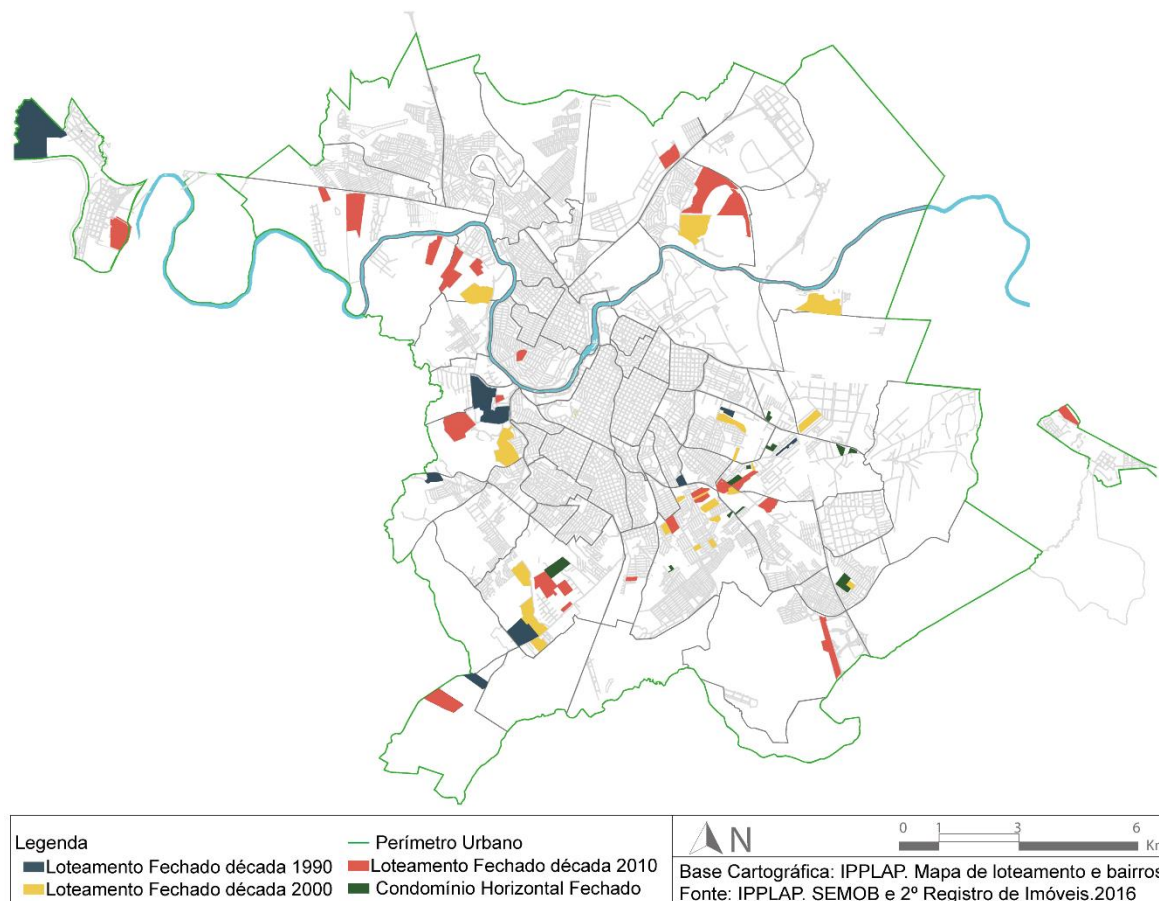 Legenda
Loteamento Fechado década 1990
Loteamento Fechado década 2000
Perímetro Urbano
Loteamento Fechado década 2010
Condomínio Horizontal Fechado
N
0 1 3 6
Km
Base Cartográfica: IPPLAP. Mapa de loteamento e bairros
Fonte: IPPLAP. SEMOB e 2º Registro de Imóveis.2016